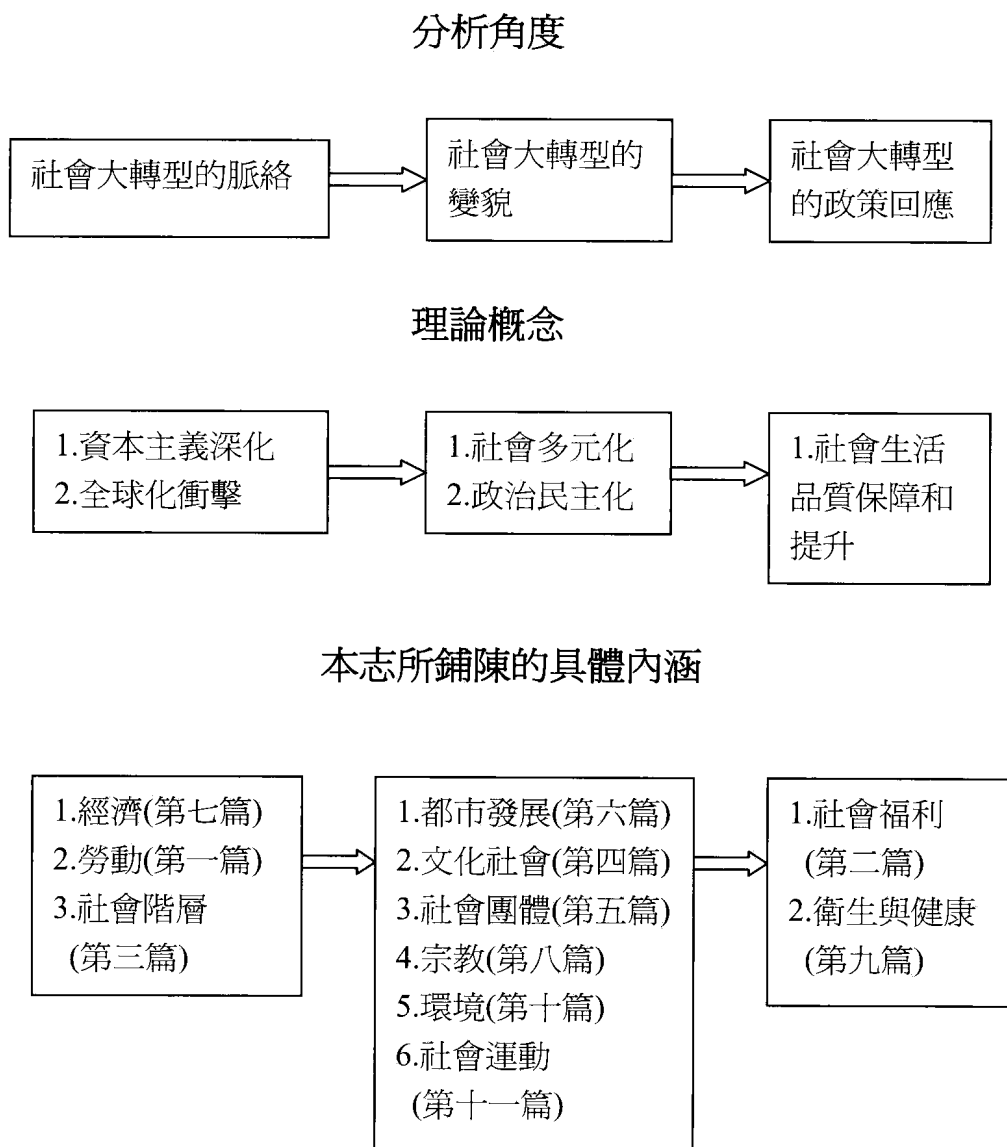 分析角度
社會大轉型的脈絡
社會大轉型的
變貌
社會大轉型
的政策回應
理論概念
1.資本主義深化
2.全球化衝擊
1.社會多元化
2.政治民主化
1.社會生活
品質保障和
提升
本志所鋪陳的具體內涵
1.經濟(第七篇)
2.勞動(第一篇)
3.社會階層
(第三篇)
1.都市發展(第六篇)
2.文化社會(第四篇)
3.社會團體(第五篇)
4.宗教(第八篇)
5.環境(第十篇)
6.社會運動
(第十一篇)
1.社會福利
(第二篇)
2.衛生與健康
(第九篇)